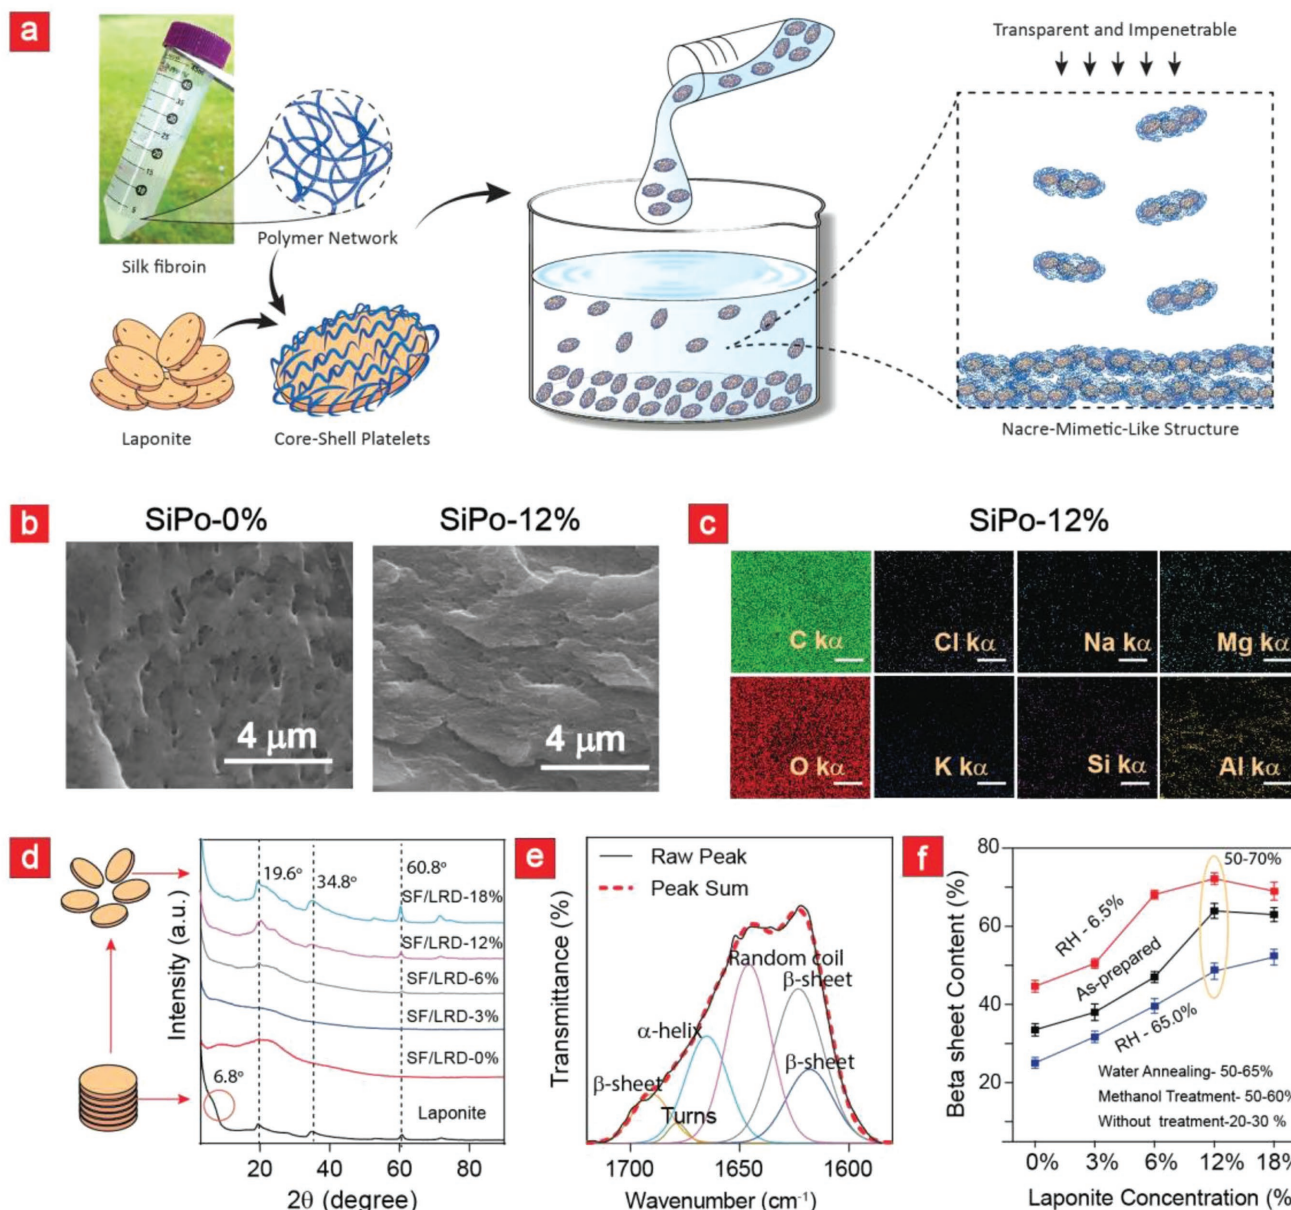 a
Transparent and Impenetrable
Polymer Network
Silk fibroin
Laponite
Core-Shell Platelets
Nacre-Mimetic-Like Structure
b
SiPo-0%
SiPo-12%
4 μm
4 μm
c
SiPo-12%
C kα
Cl kα
Na kα
Mg kα
O kα
K kα
Si kα
Al kα
d
Intensity (a.u.)
19.6°
34.8°
60.8°
SF/LRD-18%
SF/LRD-12%
SF/LRD-6%
SF/LRD-3%
SF/LRD-0%
6.8°
Laponite
20
40
60
80
2θ (degree)
e
Raw Peak
Peak Sum
Transmittance (%)
Random coil
β-sheet
α-helix
β-sheet
β-sheet
Turns
1700
1650
1600
Wavenumber (cm⁻¹)
f
Beta sheet Content (%)
80
60
40
20
50-70%
RH - 6.5%
As-prepared
RH - 65.0%
Water Annealing- 50-65%
Methanol Treatment- 50-60%
Without treatment-20-30 %
0%
3%
6%
12%
18%
Laponite Concentration (%